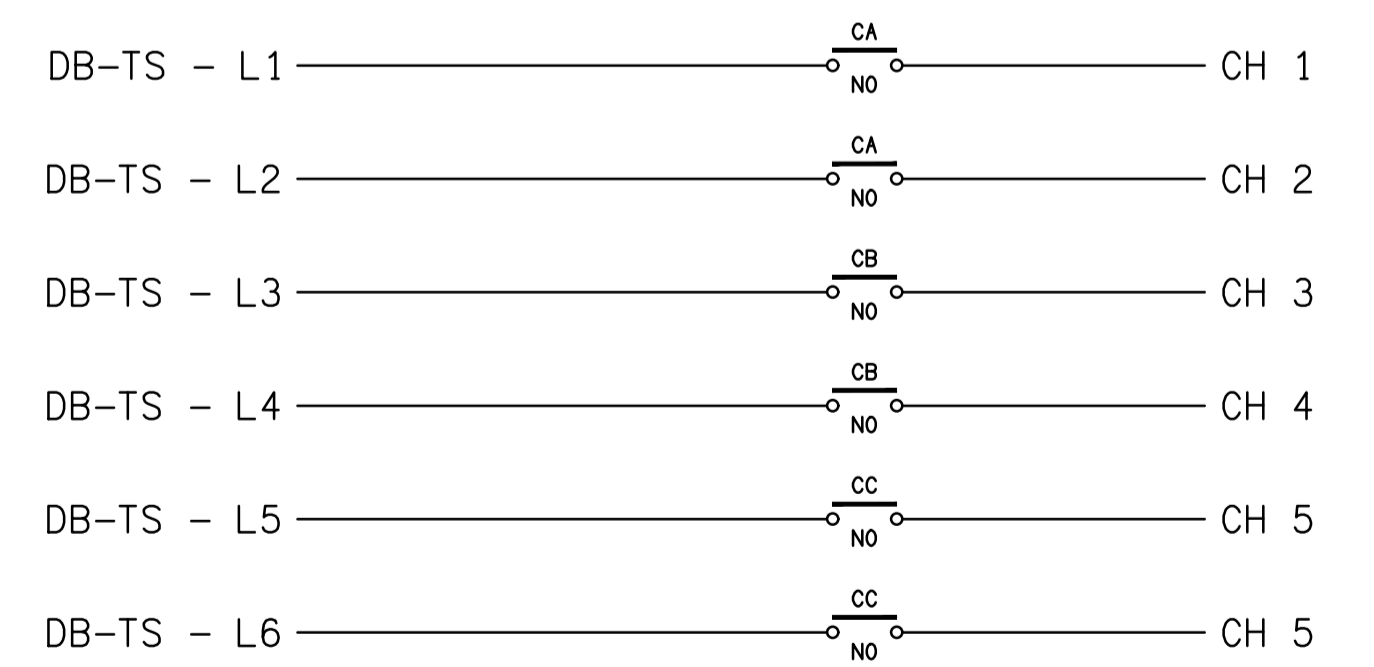 CA
DB-TS - L1 CH 1
NO
CA
DB-TS - L2 CH 2
NO
CB
DB-TS - L3 CH 3
NO
CB
DB-TS - L4 CH 4
NO
CC
DB-TS - L5 CH 5
NO
CC
DB-TS - L6 CH 5
NO